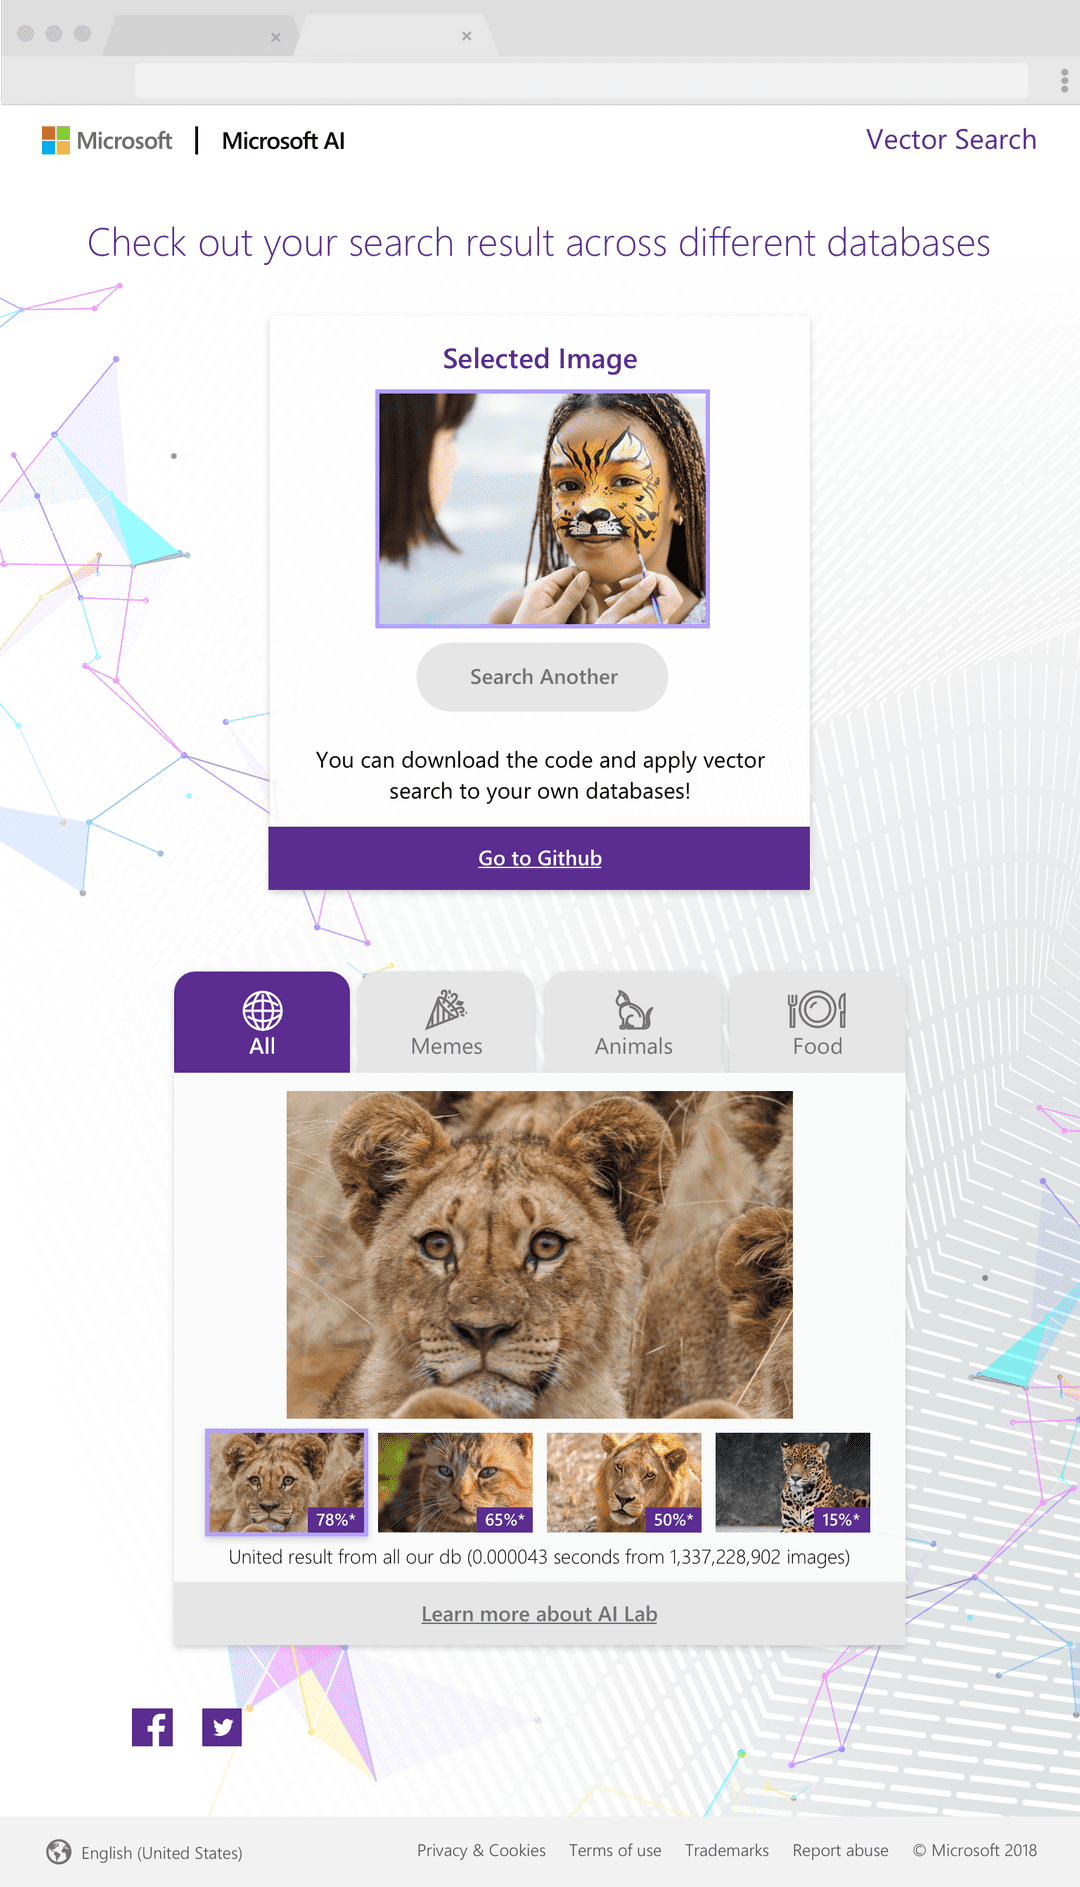 Microsoft | Microsoft AI
Vector Search
Check out your search result across different databases
Selected Image
Search Another
You can download the code and apply vector
search to your own databases!
Go to Github
All
Memes
Animals
Food
78%*
65%*
50%*
15%*
United result from all our db (0.000043 seconds from 1,337,228,902 images)
Learn more about AI Lab
English (United States)
Privacy & Cookies
Terms of use
Trademarks
Report abuse
© Microsoft 2018